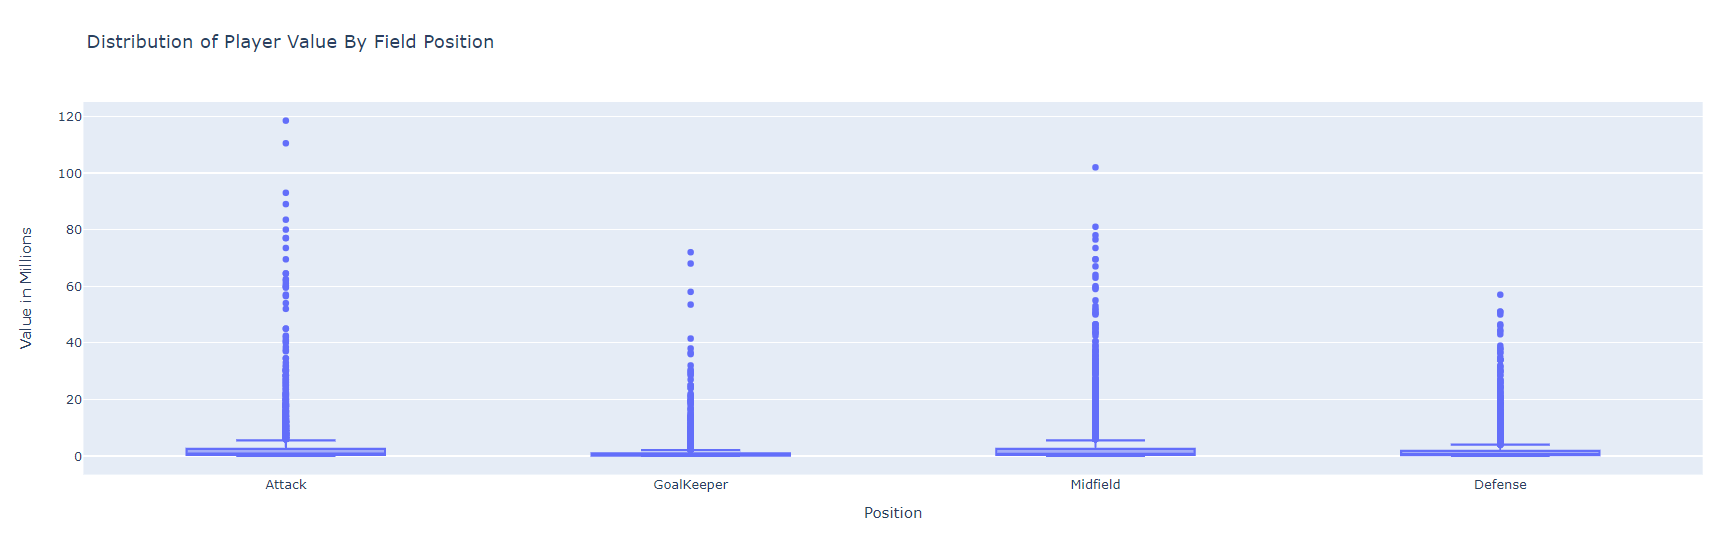 Distribution of Player Value By Field Position
120
100
80
60
40
20
0
Value in Millions
Attack
GoalKeeper
Midfield
Defense
Position